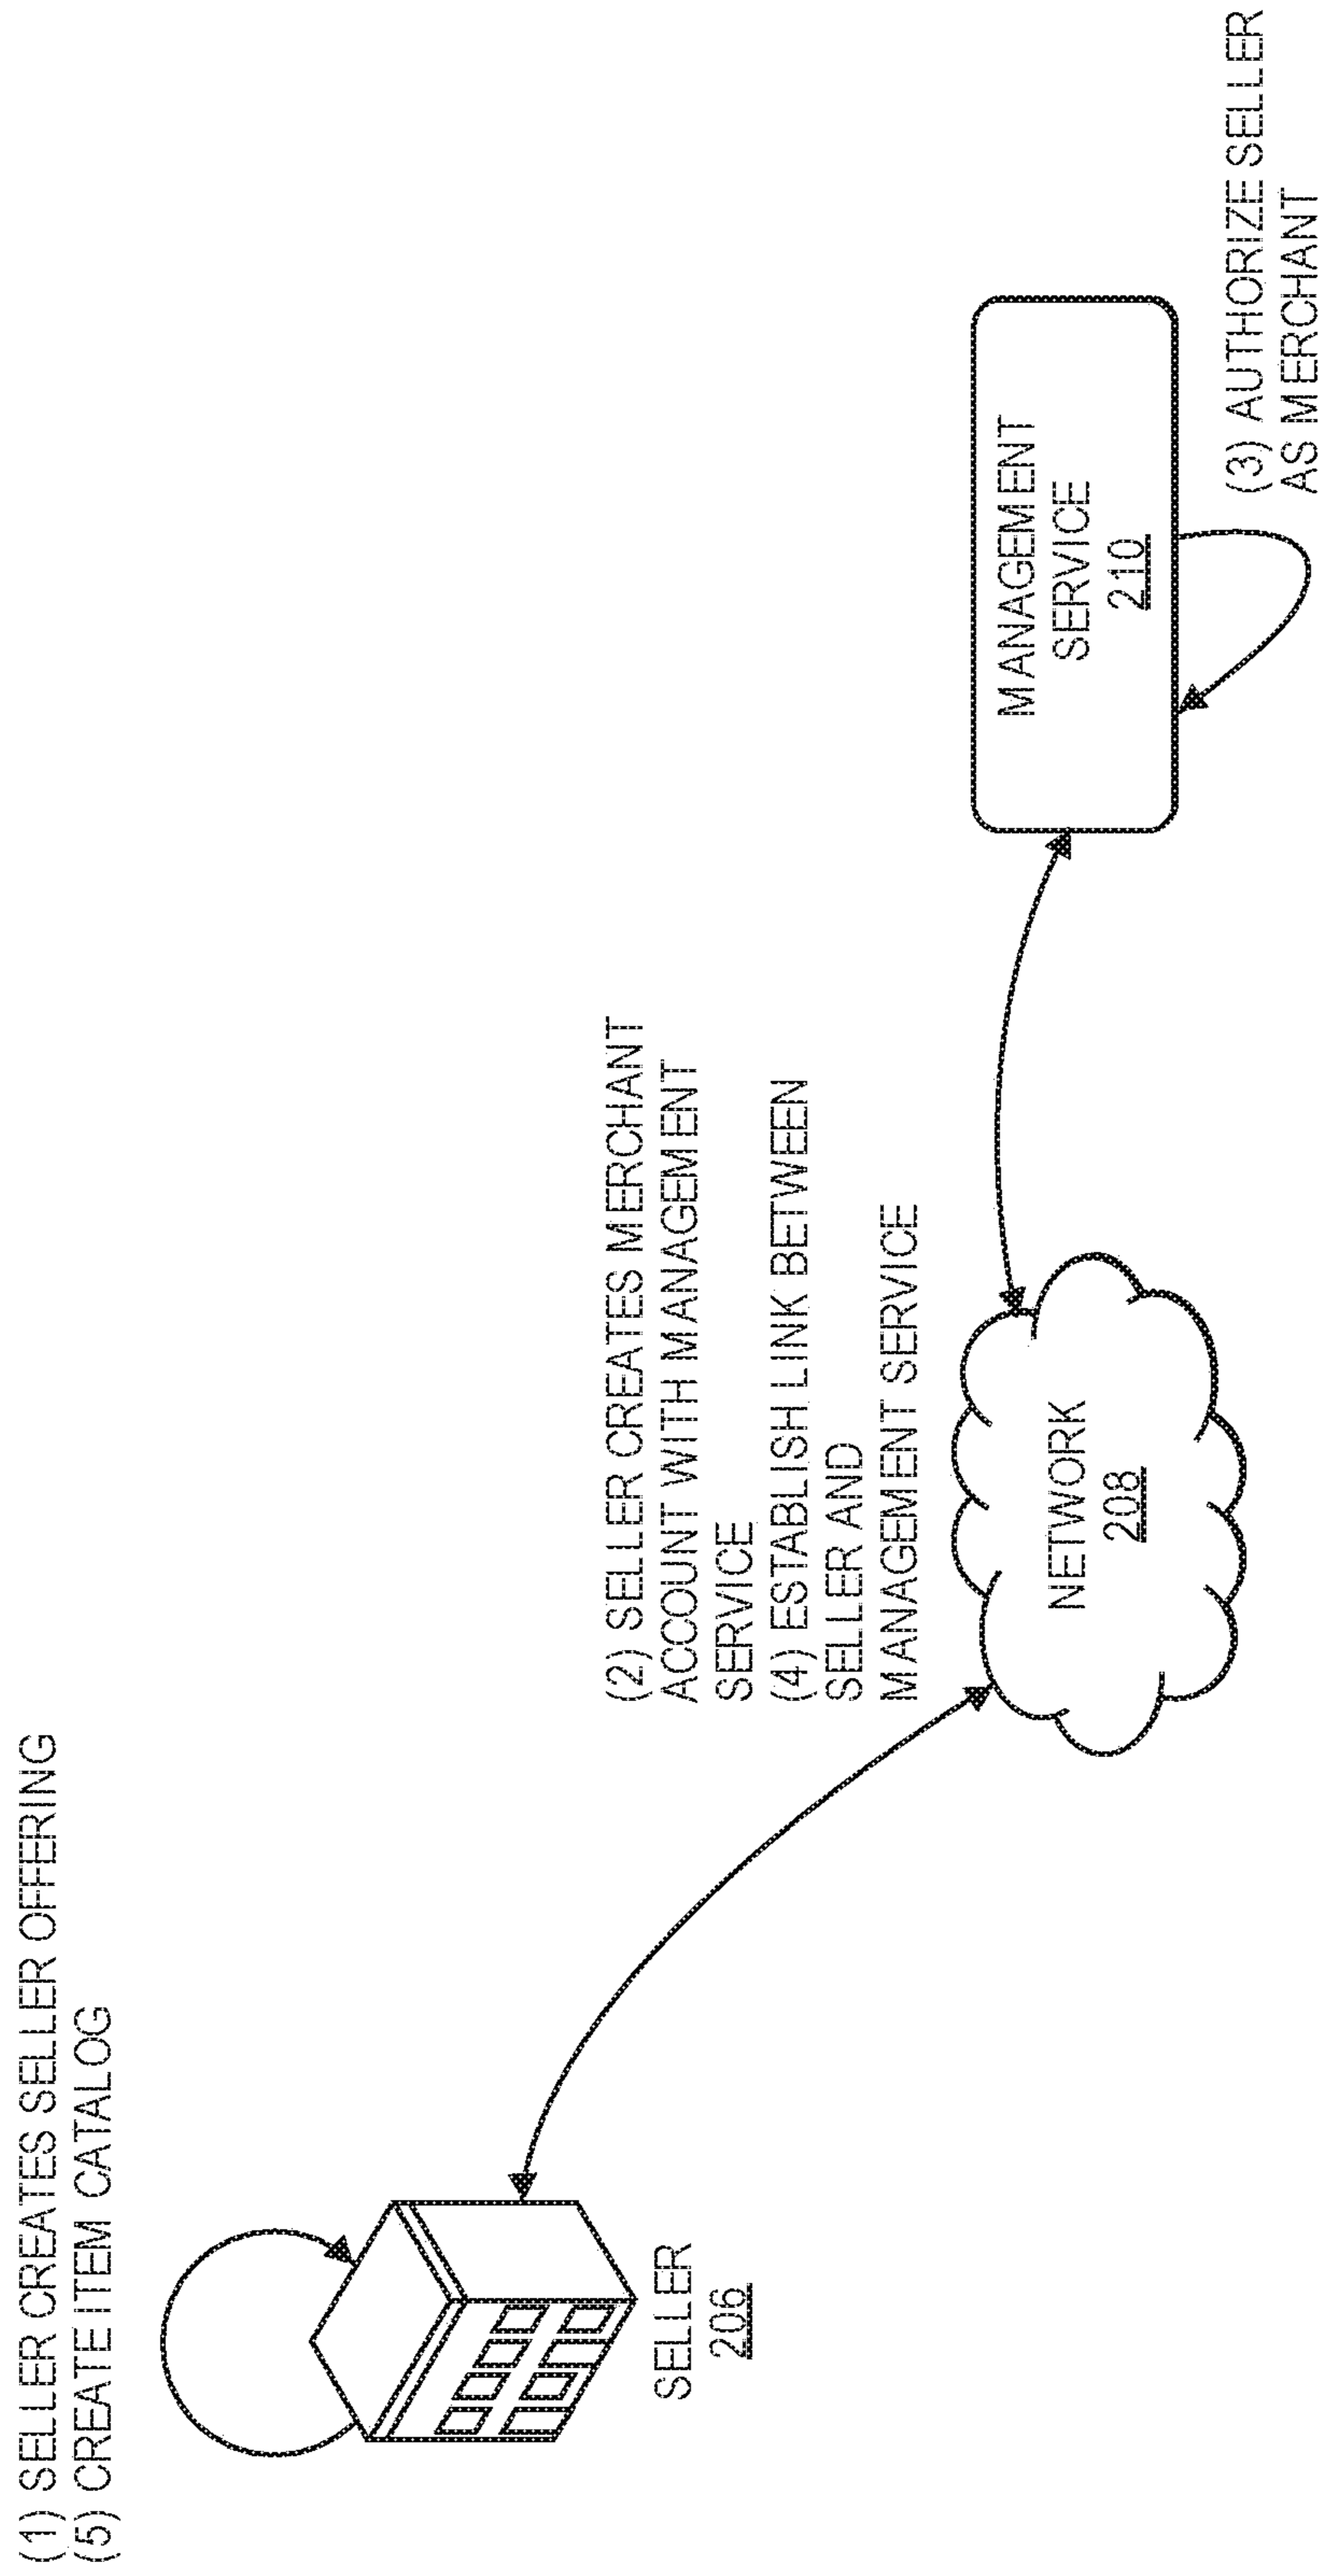 (1) SELLER CREATES SELLER OFFERING
(5) CREATE ITEM CATALOG
SELLER
206
(2) SELLER CREATES MERCHANT
ACCOUNT WITH MANAGEMENT
SERVICE
(4) ESTABLISH LINK BETWEEN
SELLER AND
MANAGEMENT SERVICE
NETWORK
208
MANAGEMENT
SERVICE
210
(3) AUTHORIZE SELLER
AS MERCHANT